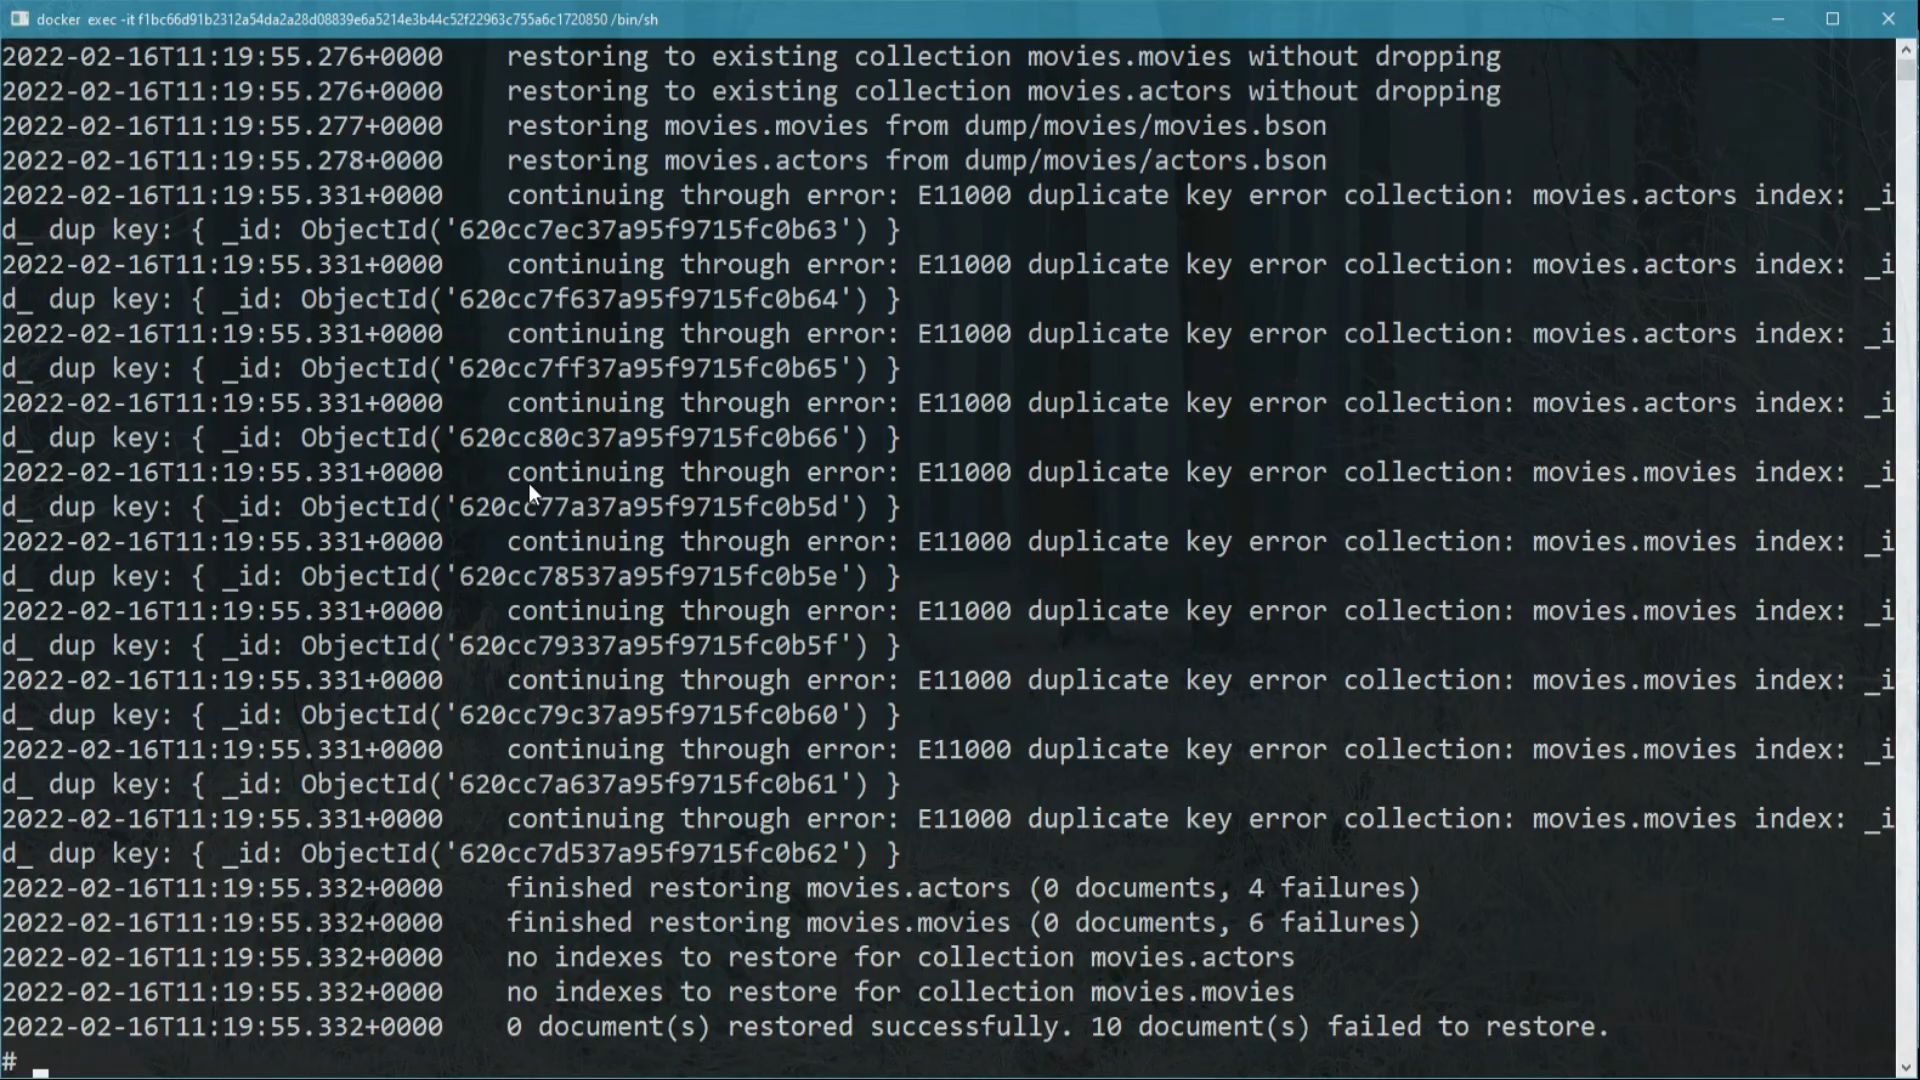 docker exec -it f1bc66d91b2312a54da2a28d08839e6a5214e3b44c52f22963c755a6c1720850 /bin/sh
2022-02-16T11:19:55.276+0000    restoring to existing collection movies.movies without dropping
2022-02-16T11:19:55.276+0000    restoring to existing collection movies.actors without dropping
2022-02-16T11:19:55.277+0000    restoring movies.movies from dump/movies/movies.bson
2022-02-16T11:19:55.278+0000    restoring movies.actors from dump/movies/actors.bson
2022-02-16T11:19:55.331+0000    continuing through error: E11000 duplicate key error collection: movies.actors index: _i
d_ dup key: { _id: ObjectId('620cc7ec37a95f9715fc0b63') }
2022-02-16T11:19:55.331+0000    continuing through error: E11000 duplicate key error collection: movies.actors index: _i
d_ dup key: { _id: ObjectId('620cc7f637a95f9715fc0b64') }
2022-02-16T11:19:55.331+0000    continuing through error: E11000 duplicate key error collection: movies.actors index: _i
d_ dup key: { _id: ObjectId('620cc7ff37a95f9715fc0b65') }
2022-02-16T11:19:55.331+0000    continuing through error: E11000 duplicate key error collection: movies.actors index: _i
d_ dup key: { _id: ObjectId('620cc80c37a95f9715fc0b66') }
2022-02-16T11:19:55.331+0000    continuing through error: E11000 duplicate key error collection: movies.movies index: _i
d_ dup key: { _id: ObjectId('620cc77a37a95f9715fc0b5d') }
2022-02-16T11:19:55.331+0000    continuing through error: E11000 duplicate key error collection: movies.movies index: _i
d_ dup key: { _id: ObjectId('620cc78537a95f9715fc0b5e') }
2022-02-16T11:19:55.331+0000    continuing through error: E11000 duplicate key error collection: movies.movies index: _i
d_ dup key: { _id: ObjectId('620cc79337a95f9715fc0b5f') }
2022-02-16T11:19:55.331+0000    continuing through error: E11000 duplicate key error collection: movies.movies index: _i
d_ dup key: { _id: ObjectId('620cc79c37a95f9715fc0b60') }
2022-02-16T11:19:55.331+0000    continuing through error: E11000 duplicate key error collection: movies.movies index: _i
d_ dup key: { _id: ObjectId('620cc7a637a95f9715fc0b61') }
2022-02-16T11:19:55.331+0000    continuing through error: E11000 duplicate key error collection: movies.movies index: _i
d_ dup key: { _id: ObjectId('620cc7d537a95f9715fc0b62') }
2022-02-16T11:19:55.332+0000    finished restoring movies.actors (0 documents, 4 failures)
2022-02-16T11:19:55.332+0000    finished restoring movies.movies (0 documents, 6 failures)
2022-02-16T11:19:55.332+0000    no indexes to restore for collection movies.actors
2022-02-16T11:19:55.332+0000    no indexes to restore for collection movies.movies
2022-02-16T11:19:55.332+0000    0 document(s) restored successfully. 10 document(s) failed to restore.
#